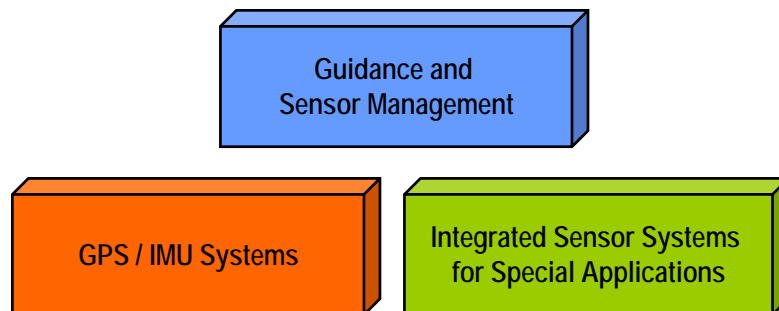 Guidance and
Sensor Management
GPS / IMU Systems
Integrated Sensor Systems
for Special Applications